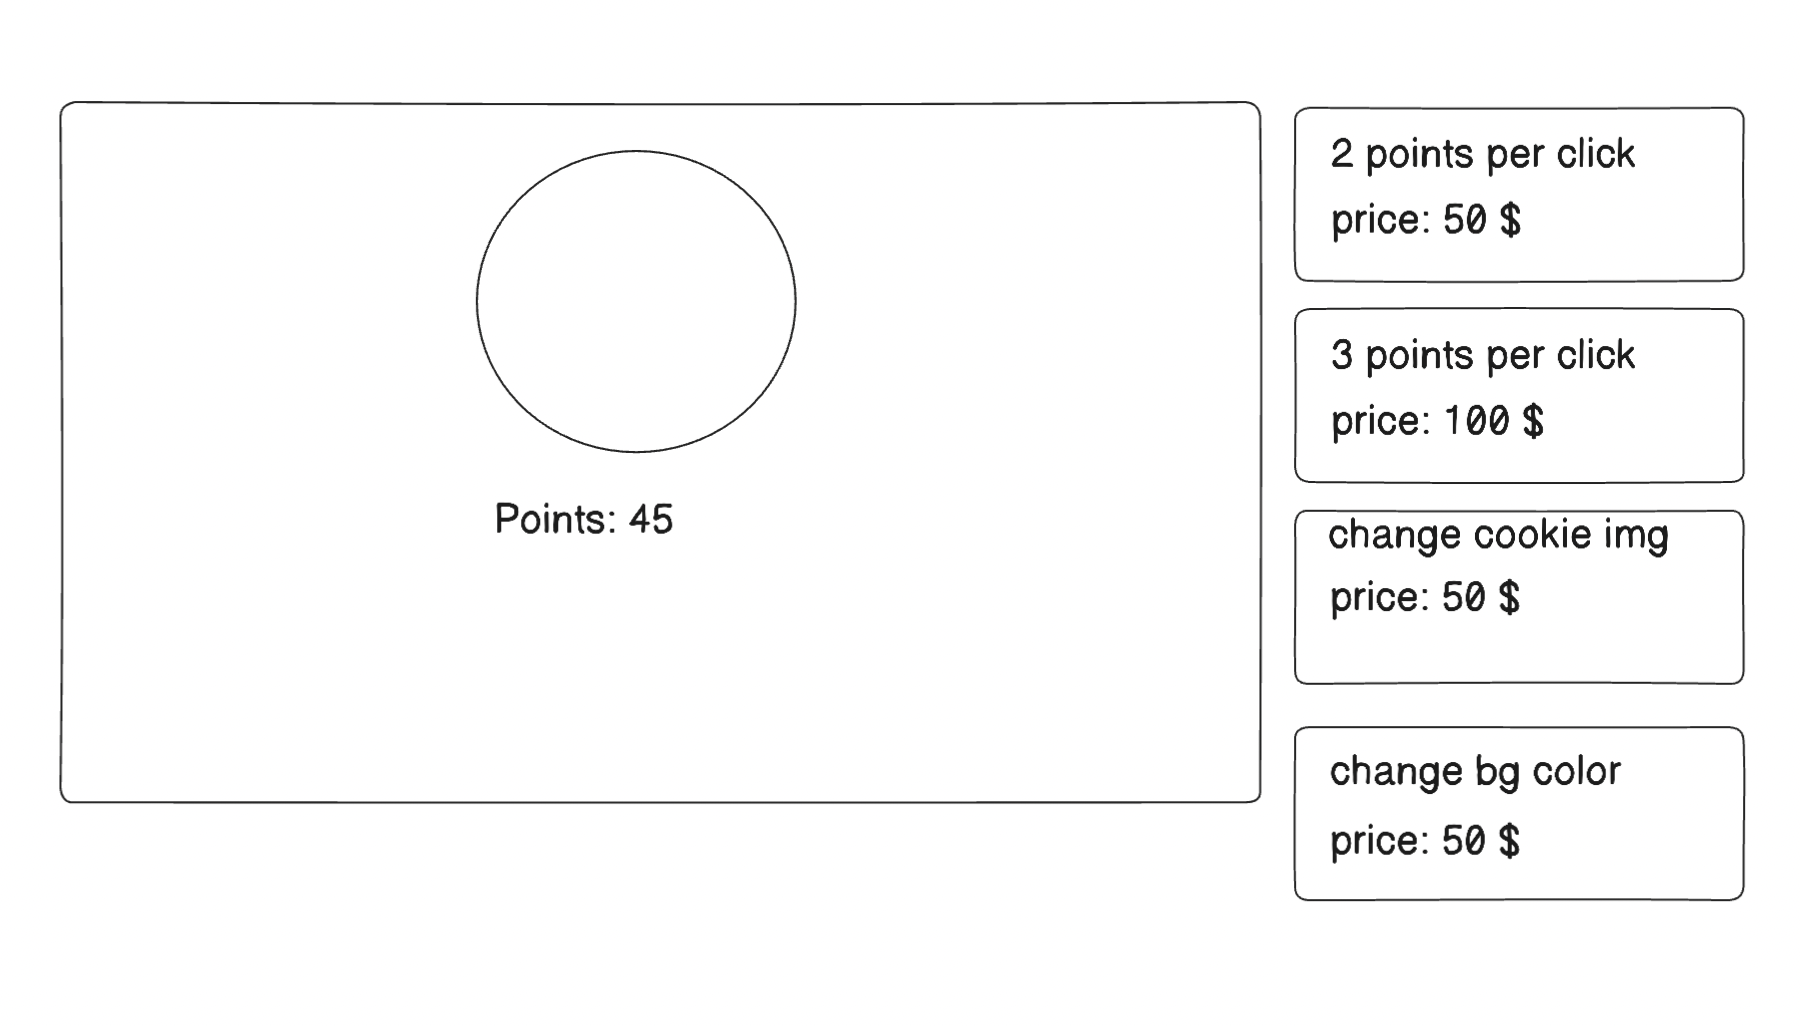 Points: 45
2 points per click
price: 50 $
3 points per click
price: 100 $
change cookie img
price: 50 $
change bg color
price: 50 $